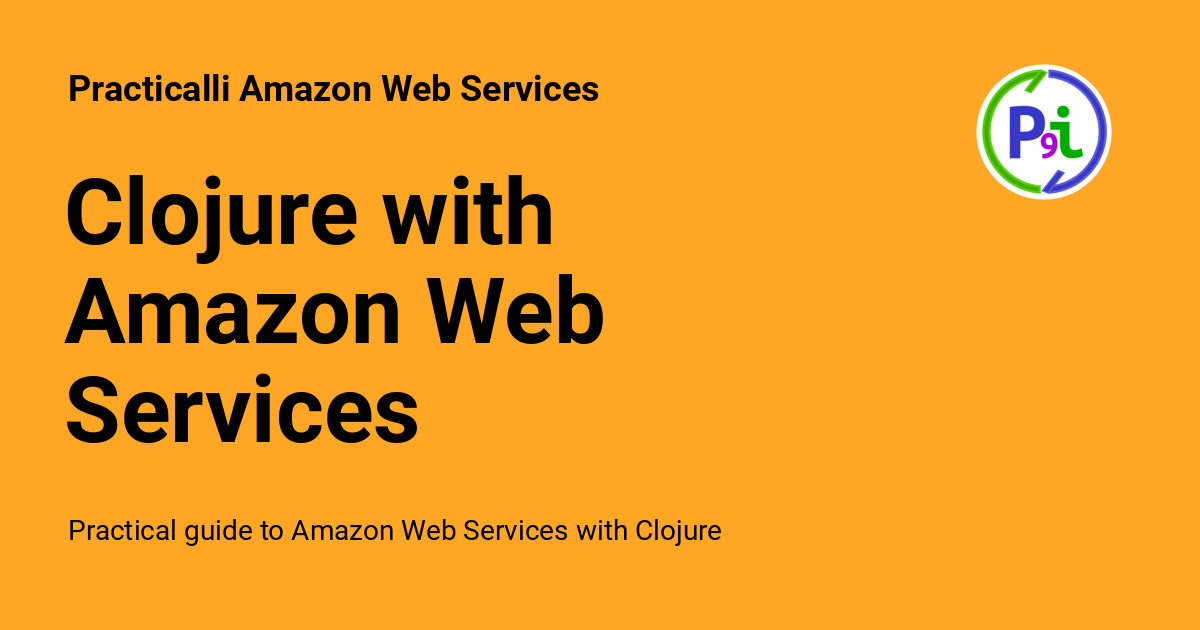 Practicalli Amazon Web Services
P9i
Clojure with
Amazon Web
Services
Practical guide to Amazon Web Services with Clojure